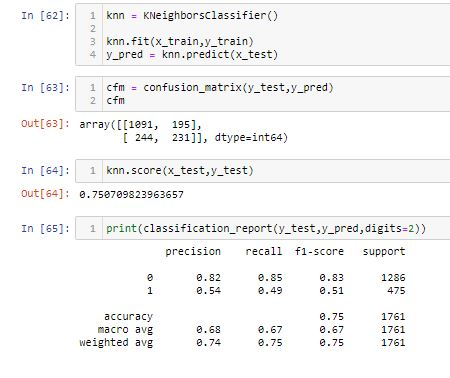 In [62]: 1 knn = KNeighborsClassifier()
2
3 knn.fit(x_train,y_train)
4 y_pred = knn.predict(x_test)
In [63]: 1 cfm = confusion_matrix(y_test,y_pred)
2 cfm
Out[63]: array([[1091, 195],
[ 244, 231]], dtype=int64)
In [64]: 1 knn.score(x_test,y_test)
Out[64]: 0.750709823963657
In [65]: 1 print(classification_report(y_test,y_pred,digits=2))
precision recall f1-score support
0 0.82 0.85 0.83 1286
1 0.54 0.49 0.51 475
accuracy 0.75 1761
macro avg 0.68 0.67 0.67 1761
weighted avg 0.74 0.75 0.75 1761